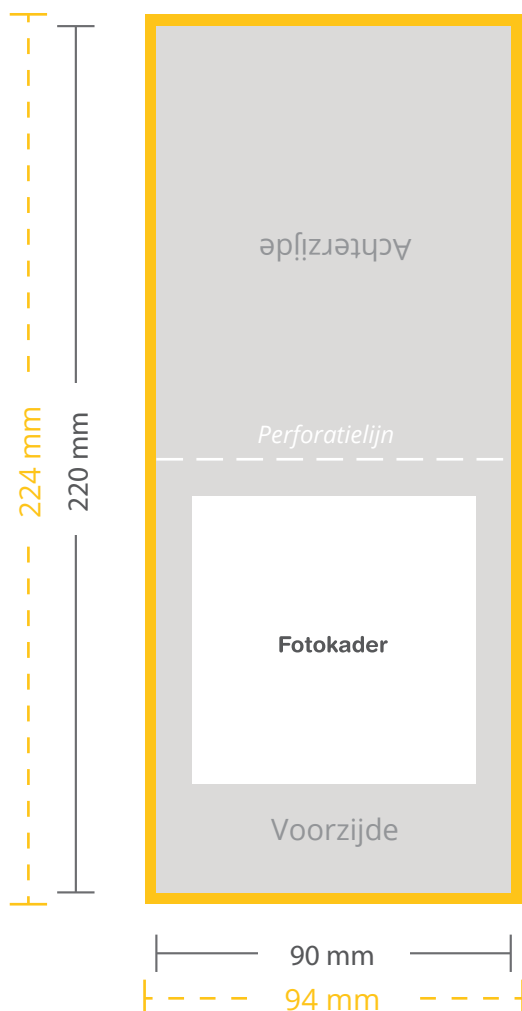 Achterzijde
Perforatielijn
224 mm
220 mm
Fotokader
Voorzijde
90 mm
94 mm